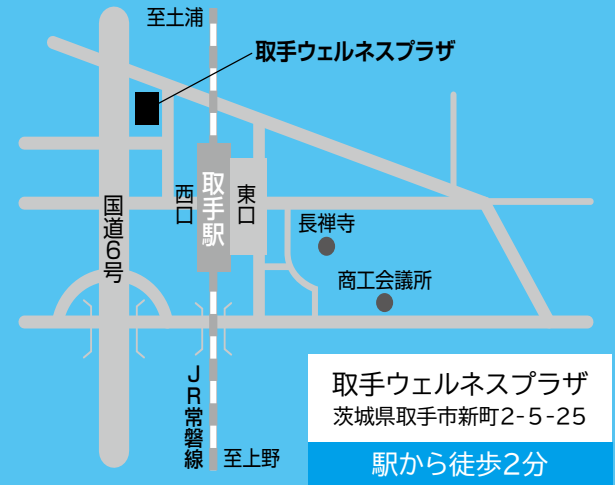 至土浦
取手ウェルネスプラザ
国道6号
西口
取手駅
東口
長禅寺
商工会議所
JR常磐線
至上野
取手ウェルネスプラザ
茨城県取手市新町2-5-25
駅から徒歩2分